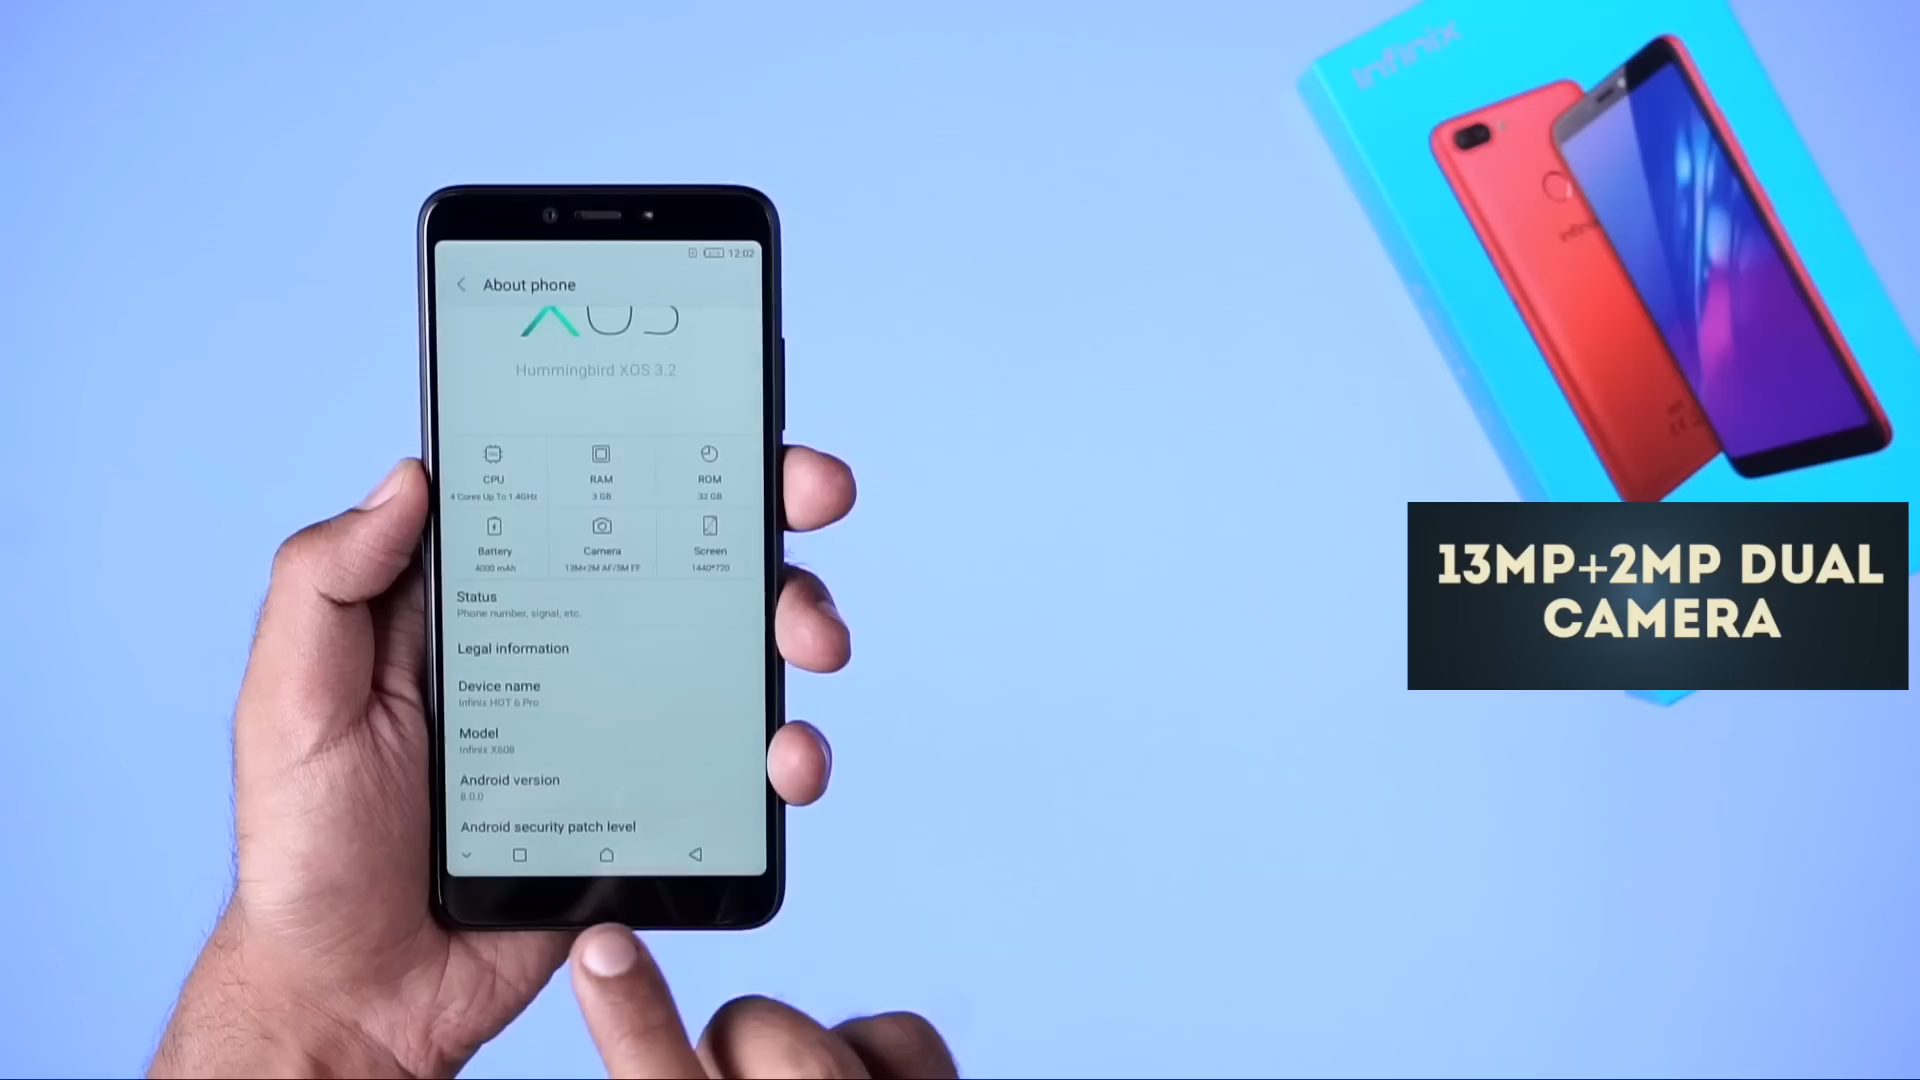 Infinix
12:02
About phone
XOS
Hummingbird XOS 3.2
CPU
4 Cores Up To 1.4GHz
RAM
3 GB
ROM
32 GB
Battery
4000 mAh
Camera
13M+2M AF/5M FF
Screen
1440*720
Status
Phone number, signal, etc.
Legal information
Device name
Infinix HOT 6 Pro
Model
Infinix X608
Android version
8.0.0
Android security patch level
Infinix
13MP+2MP DUAL
CAMERA